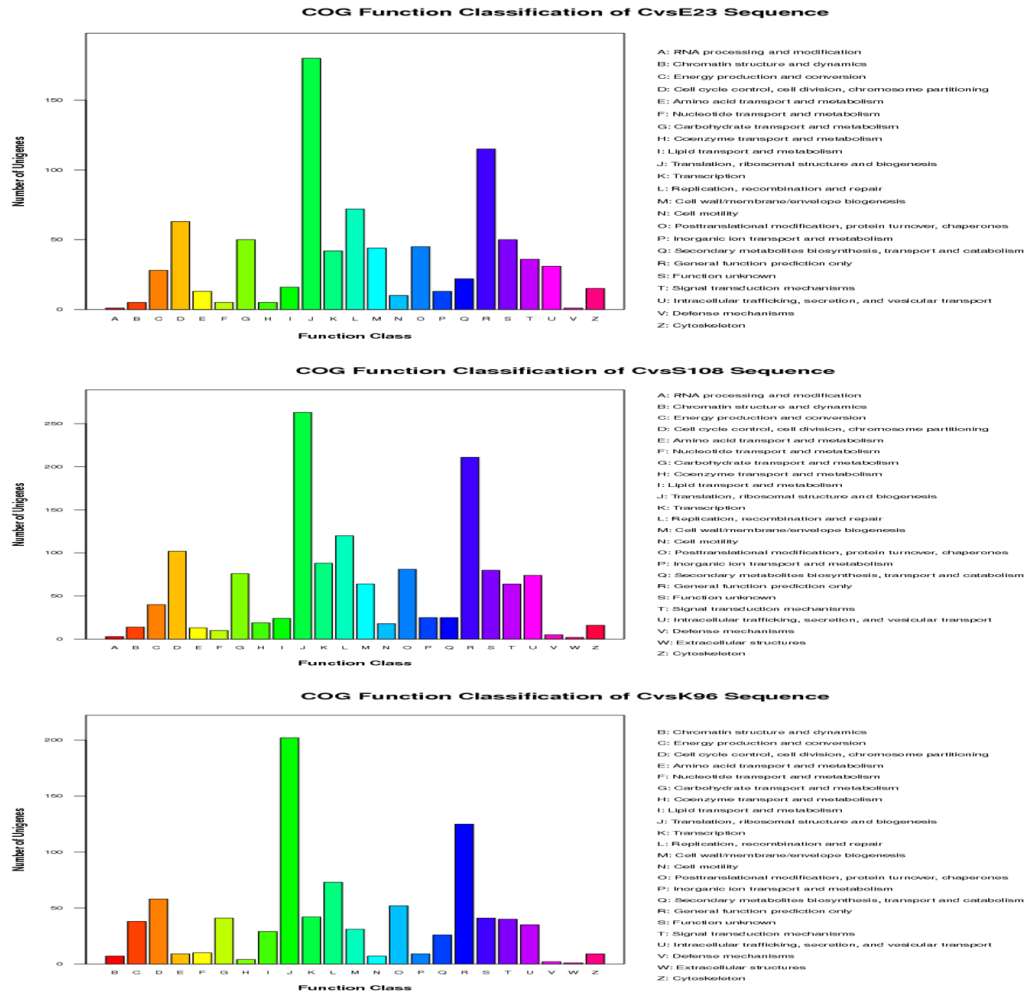 COG Function Classification of CvsE23 Sequence
Number of Unigenes
150
100
50
0
A B C D E F G H I J K L M N O P Q R S T U V Z
Function Class
A: RNA processing and modification
B: Chromatin structure and dynamics
C: Energy production and conversion
D: Cell cycle control, cell division, chromosome partitioning
E: Amino acid transport and metabolism
F: Nucleotide transport and metabolism
G: Carbohydrate transport and metabolism
H: Coenzyme transport and metabolism
I: Lipid transport and metabolism
J: Translation, ribosomal structure and biogenesis
K: Transcription
L: Replication, recombination and repair
M: Cell wall/membrane/envelope biogenesis
N: Cell motility
O: Posttranslational modification, protein turnover, chaperones
P: Inorganic ion transport and metabolism
Q: Secondary metabolites biosynthesis, transport and catabolism
R: General function prediction only
S: Function unknown
T: Signal transduction mechanisms
U: Intracellular trafficking, secretion, and vesicular transport
V: Defense mechanisms
Z: Cytoskeleton
COG Function Classification of CvsS108 Sequence
Number of Unigenes
250
200
150
100
50
0
A B C D E F G H I J K L M N O P Q R S T U V W Z
Function Class
A: RNA processing and modification
B: Chromatin structure and dynamics
C: Energy production and conversion
D: Cell cycle control, cell division, chromosome partitioning
E: Amino acid transport and metabolism
F: Nucleotide transport and metabolism
G: Carbohydrate transport and metabolism
H: Coenzyme transport and metabolism
I: Lipid transport and metabolism
J: Translation, ribosomal structure and biogenesis
K: Transcription
L: Replication, recombination and repair
M: Cell wall/membrane/envelope biogenesis
N: Cell motility
O: Posttranslational modification, protein turnover, chaperones
P: Inorganic ion transport and metabolism
Q: Secondary metabolites biosynthesis, transport and catabolism
R: General function prediction only
S: Function unknown
T: Signal transduction mechanisms
U: Intracellular trafficking, secretion, and vesicular transport
V: Defense mechanisms
W: Extracellular structures
Z: Cytoskeleton
COG Function Classification of CvsK96 Sequence
Number of Unigenes
200
150
100
50
0
B C D E F G H I J K L M N O P Q R S T U V W Z
Function Class
B: Chromatin structure and dynamics
C: Energy production and conversion
D: Cell cycle control, cell division, chromosome partitioning
E: Amino acid transport and metabolism
F: Nucleotide transport and metabolism
G: Carbohydrate transport and metabolism
H: Coenzyme transport and metabolism
I: Lipid transport and metabolism
J: Translation, ribosomal structure and biogenesis
K: Transcription
L: Replication, recombination and repair
M: Cell wall/membrane/envelope biogenesis
N: Cell motility
O: Posttranslational modification, protein turnover, chaperones
P: Inorganic ion transport and metabolism
Q: Secondary metabolites biosynthesis, transport and catabolism
R: General function prediction only
S: Function unknown
T: Signal transduction mechanisms
U: Intracellular trafficking, secretion, and vesicular transport
V: Defense mechanisms
W: Extracellular structures
Z: Cytoskeleton